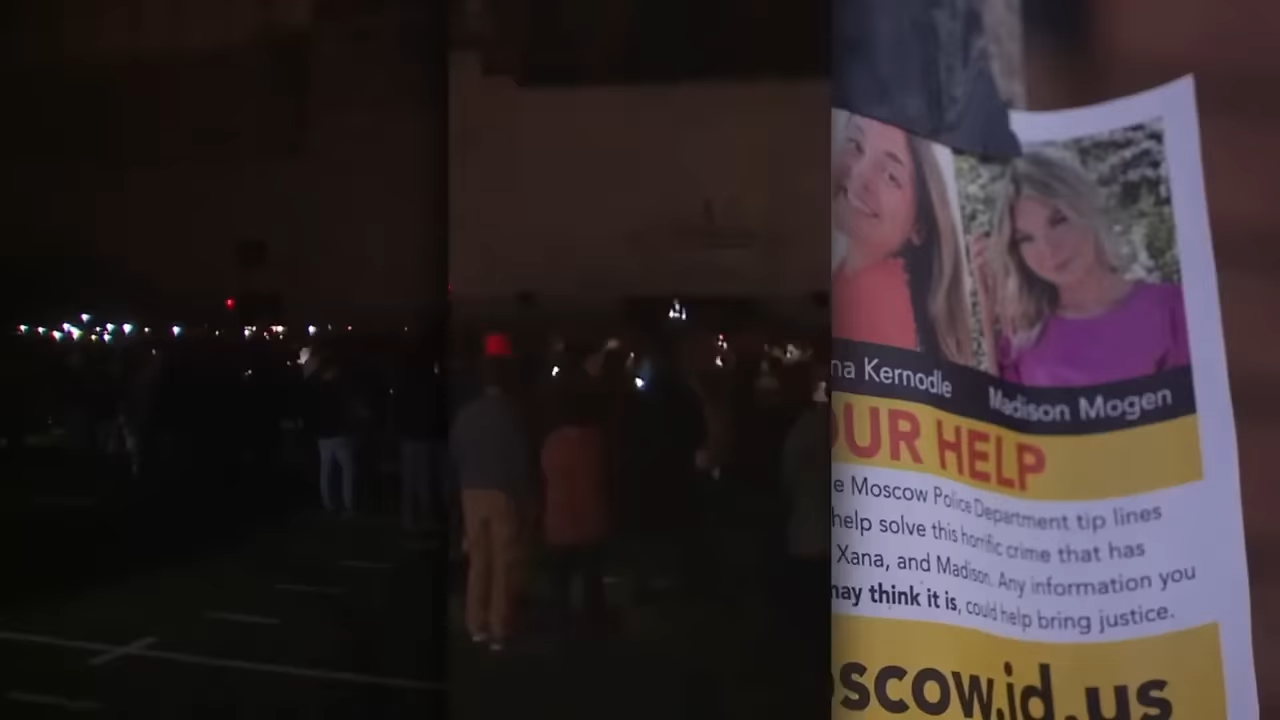 na Kernodle
Madison Mogen
OUR HELP
e Moscow Police Department tip lines
help solve this horrific crime that has
Xana, and Madison. Any information you
may think it is, could help bring justice.
oscow.id.us